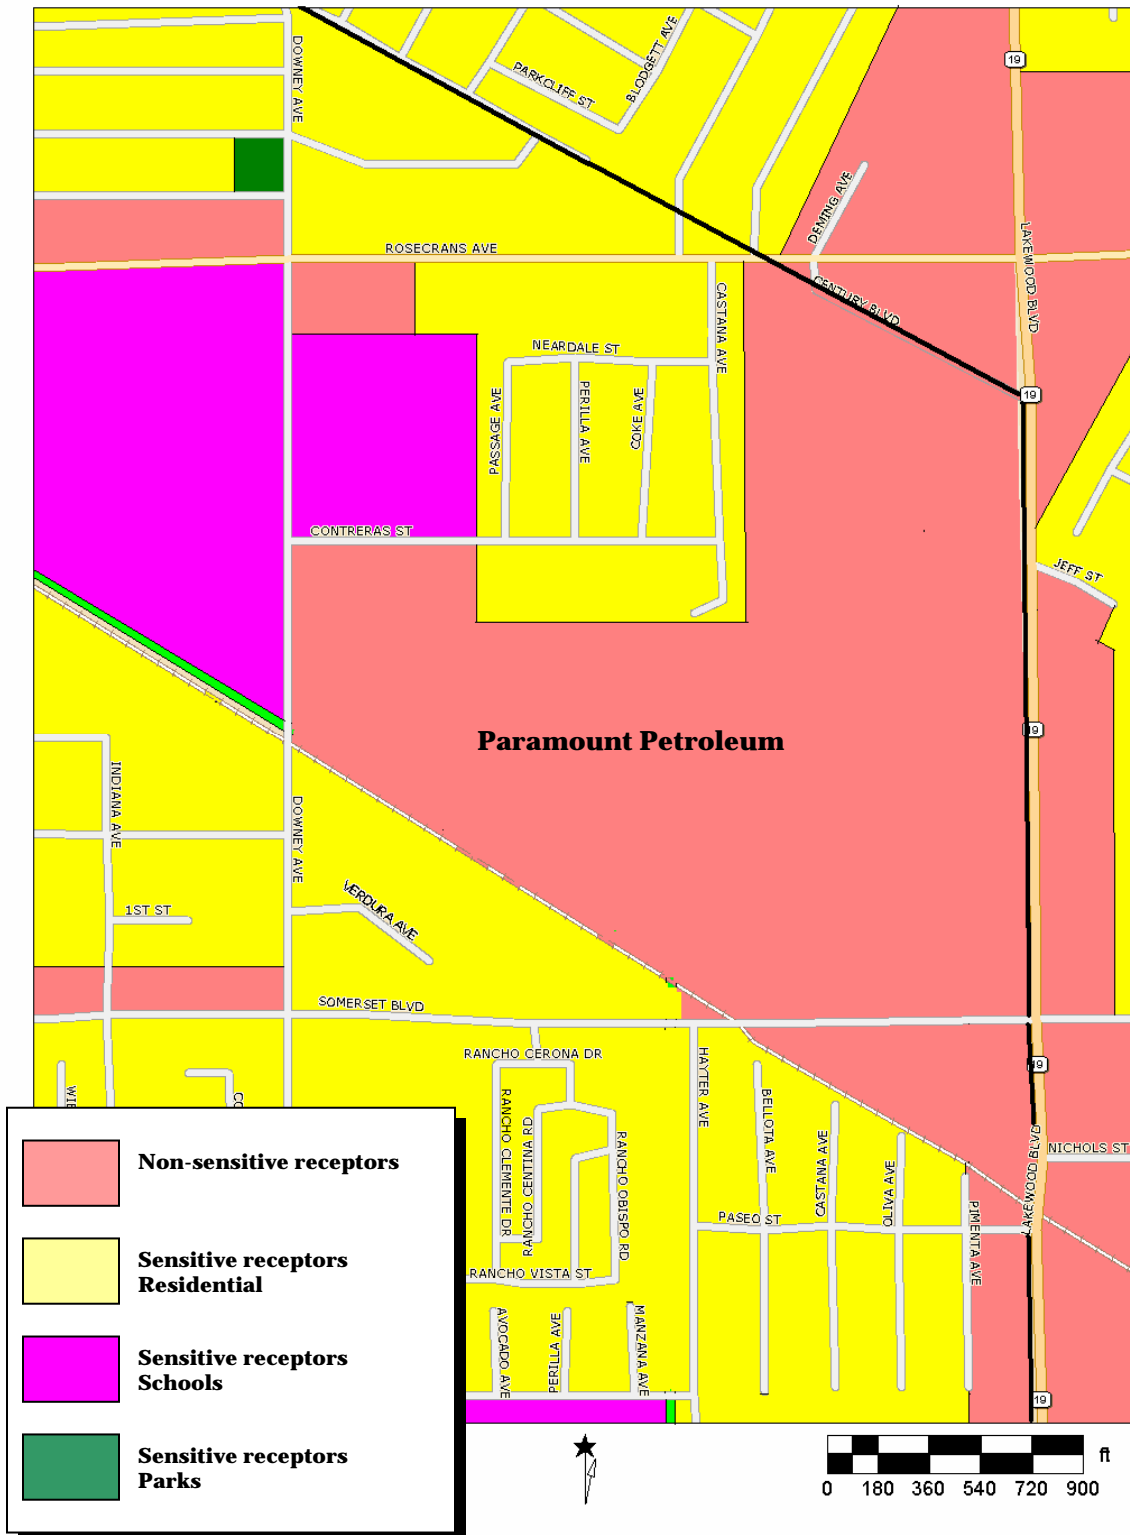 DOWNEY AVE
PARKCLIFF ST
BLODGETT AVE
19
DEMING AVE
LAKEWOOD BLVD
ROSECRANS AVE
CENTURY BLVD
CASTANA AVE
NEARDALE ST
19
PASSAGE AVE
PERILLA AVE
COKE AVE
CONTRERAS ST
JEFF ST
Paramount Petroleum
19
INDIANA AVE
DOWNEY AVE
VERDURA AVE
1ST ST
SOMERSET BLVD
RANCHO CERONA DR
HAYTER AVE
19
WIE
CO
RANCHO CLEMENTE DR
RANCHO CENTINA RD
RANCHO OBISPO RD
BELLOTA AVE
CASTANA AVE
OLIVA AVE
LAKEWOOD BLVD
NICHOLS ST
PASEO ST
PIMENTA AVE
RANCHO VISTA ST
AVOCADO AVE
PERILLA AVE
MANZANA AVE
19
Non-sensitive receptors
Sensitive receptors
Residential
Sensitive receptors
Schools
Sensitive receptors
Parks
ft
0 180 360 540 720 900